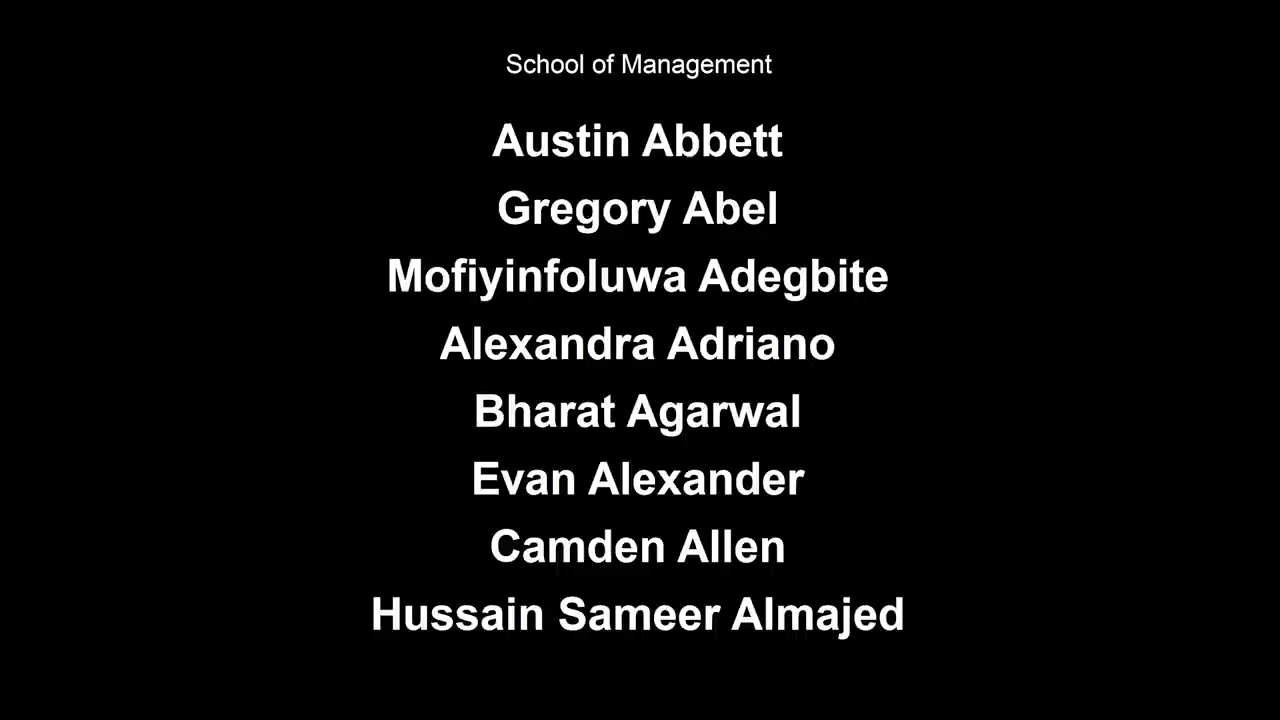 School of Management
Austin Abbett
Gregory Abel
Mofiyinfoluwa Adegbite
Alexandra Adriano
Bharat Agarwal
Evan Alexander
Camden Allen
Hussain Sameer Almajed